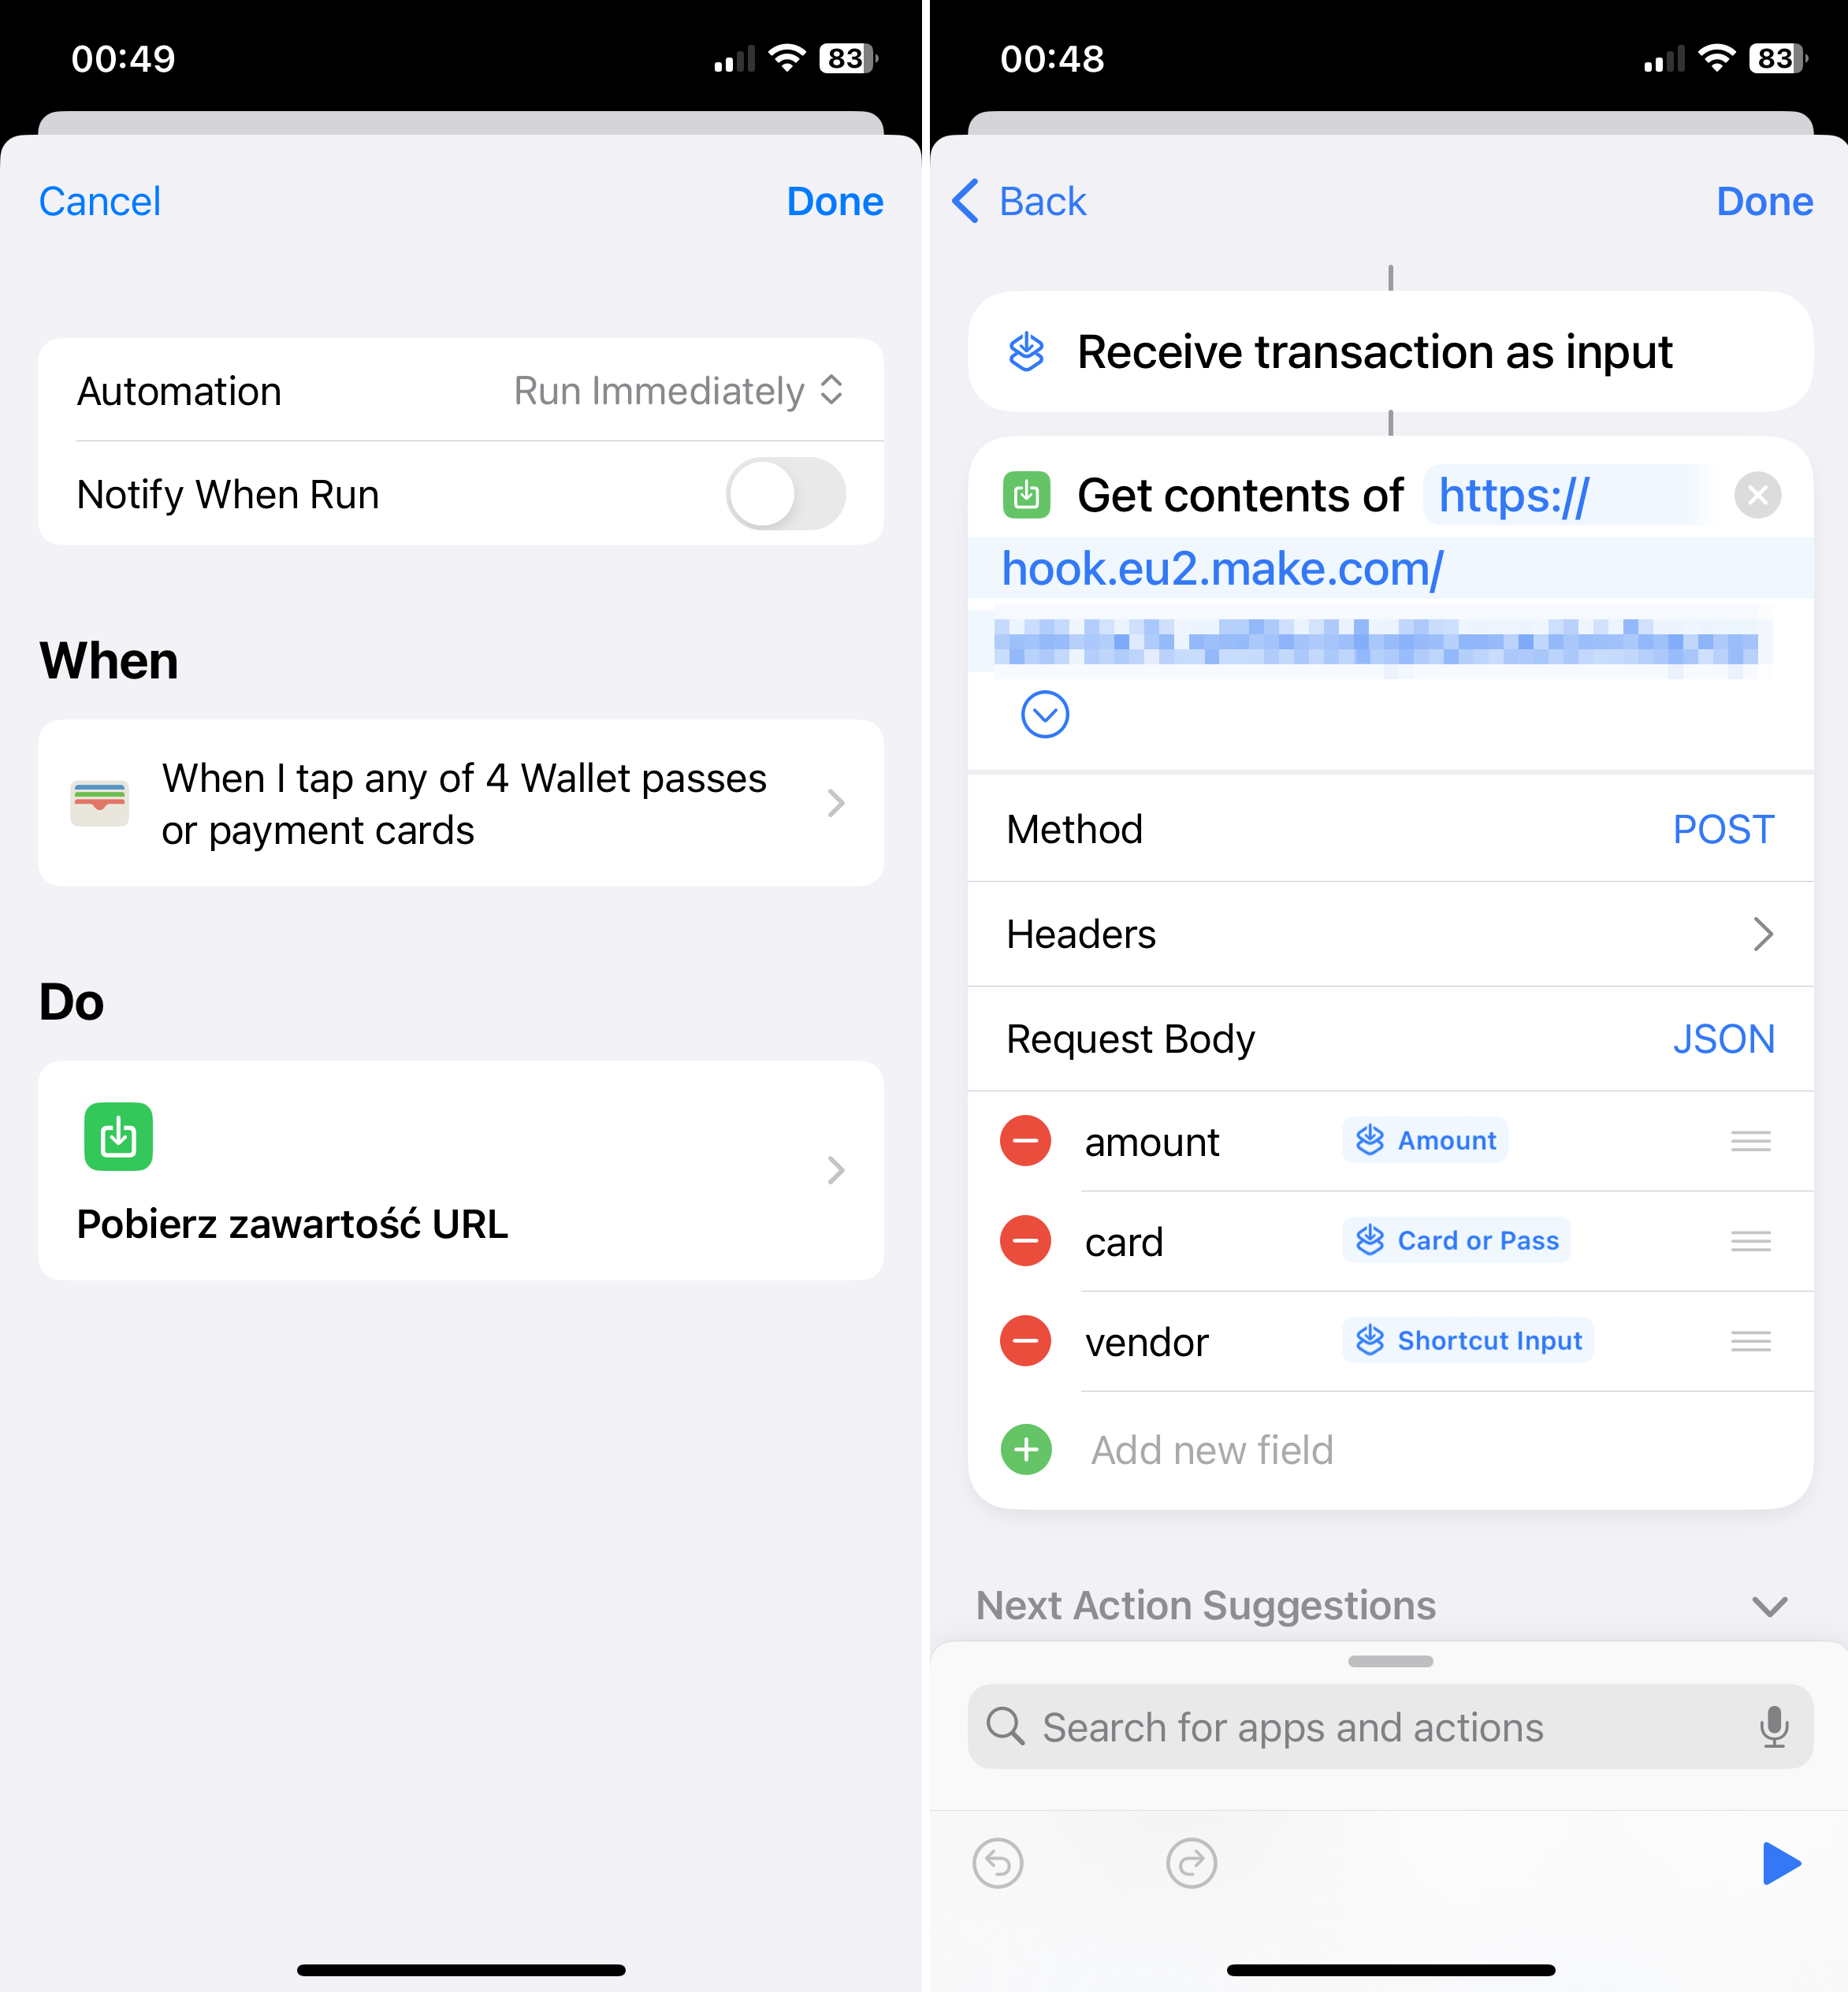 00:49
83
Cancel
Done
Automation
Run Immediately
Notify When Run
When
When I tap any of 4 Wallet passes
or payment cards
Do
Pobierz zawartość URL
00:48
83
Back
Done
Receive transaction as input
Get contents of https://
hook.eu2.make.com/
Method
POST
Headers
Request Body
JSON
amount
Amount
card
Card or Pass
vendor
Shortcut Input
Add new field
Next Action Suggestions
Search for apps and actions